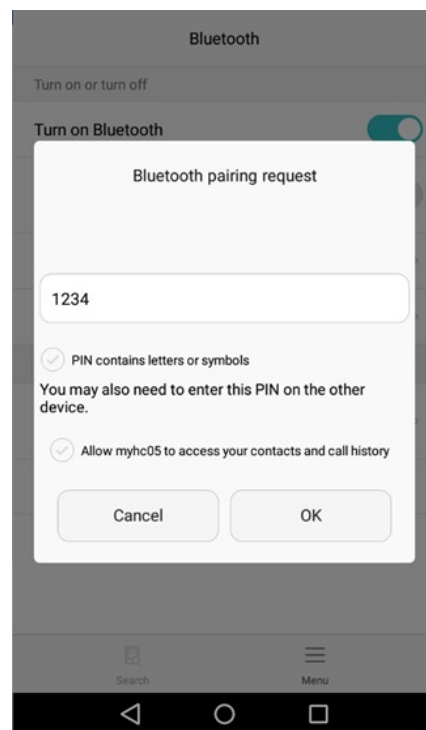 Bluetooth
Turn on or turn off
Turn on Bluetooth
Bluetooth pairing request
1234
PIN contains letters or symbols
You may also need to enter this PIN on the other
device.
Allow myhc05 to access your contacts and call history
Cancel
OK
Search
Menu